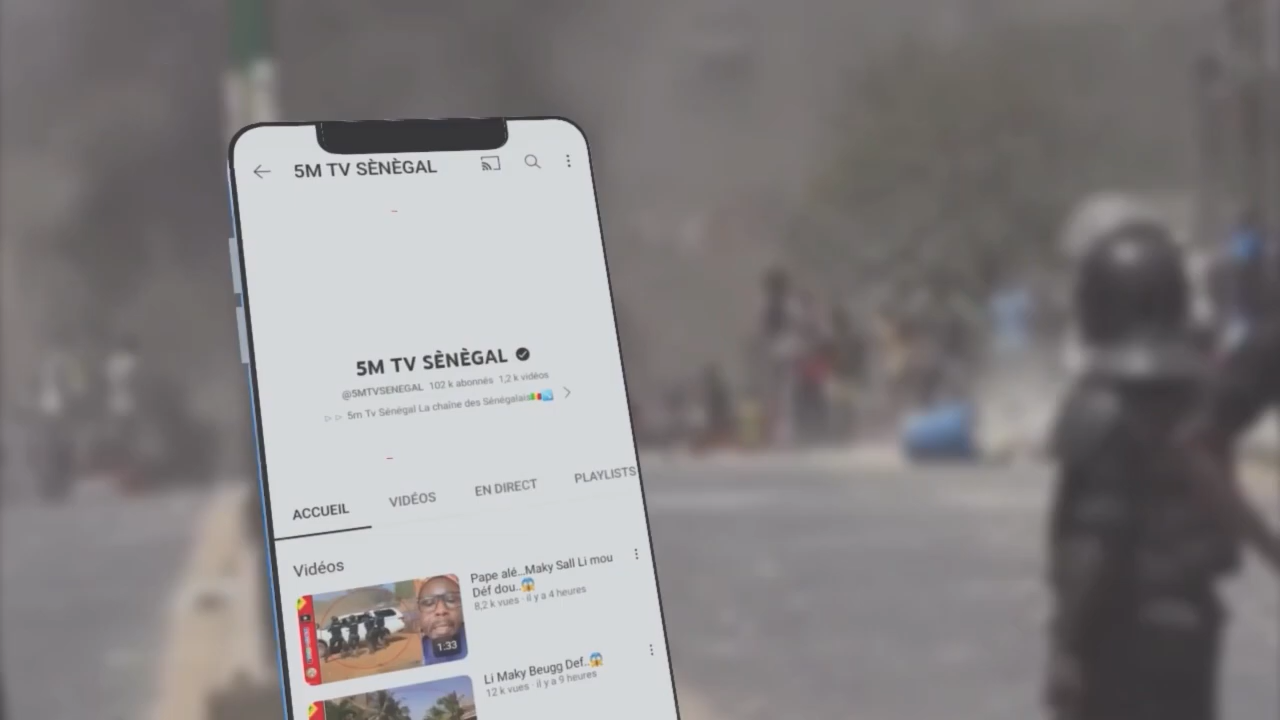 5M TV SÈNÈGAL
5M TV SÈNÈGAL
@5MTVSENEGAL 102 k abonnés 1,2 k vidéos
5m Tv Sénégal La chaîne des Sénégalais
ACCUEIL VIDÉOS EN DIRECT PLAYLISTS
Vidéos
Pape alé...Maky Sall Li mou
Déf dou..😱
8,2 k vues · il y a 4 heures
1:33
Li Maky Beugg Def..😱
12 k vues · il y a 9 heures